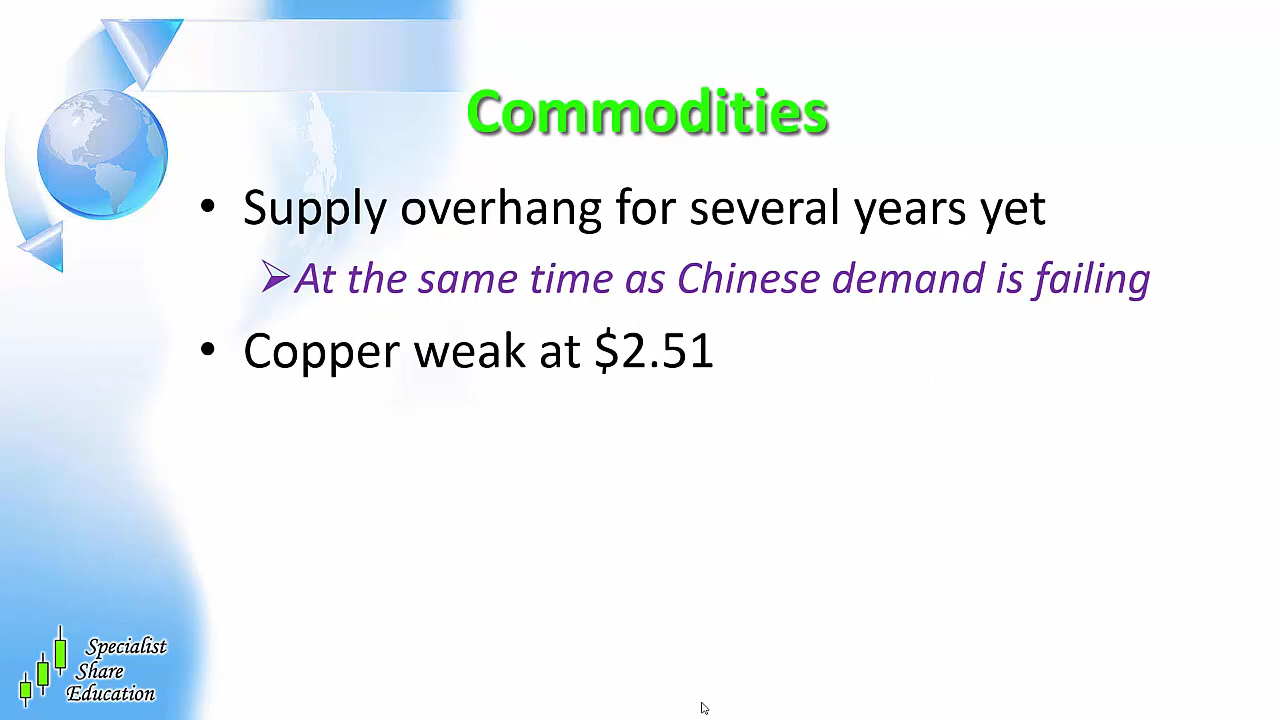 Commodities
• Supply overhang for several years yet
➢At the same time as Chinese demand is failing
• Copper weak at $2.51
Specialist
Share
Education